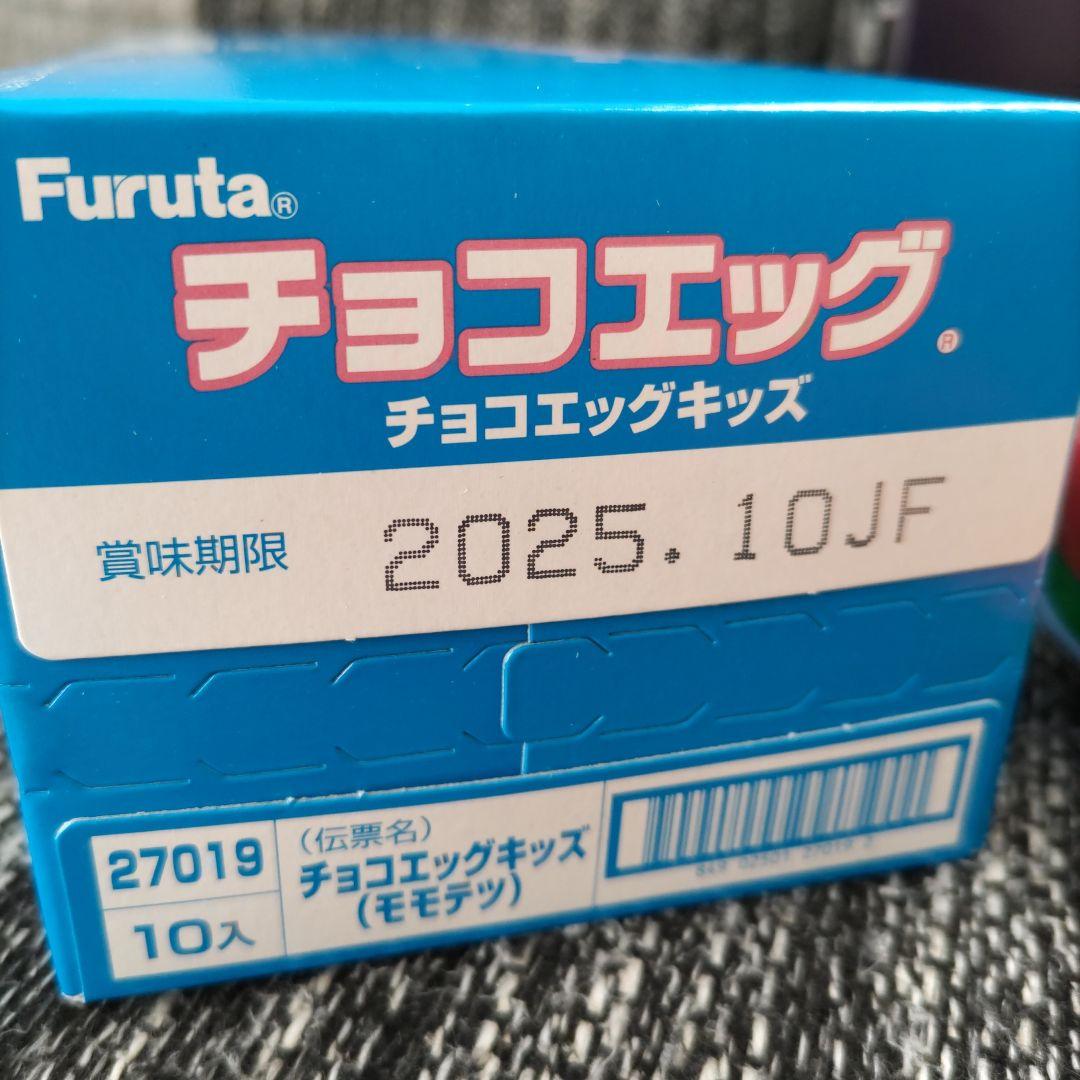 Furuta®
チョコエッグ®
チョコエッグキッズ
賞味期限 2025.10JF
27019
10入
(伝票名)
チョコエッグキッズ
(モモテツ)